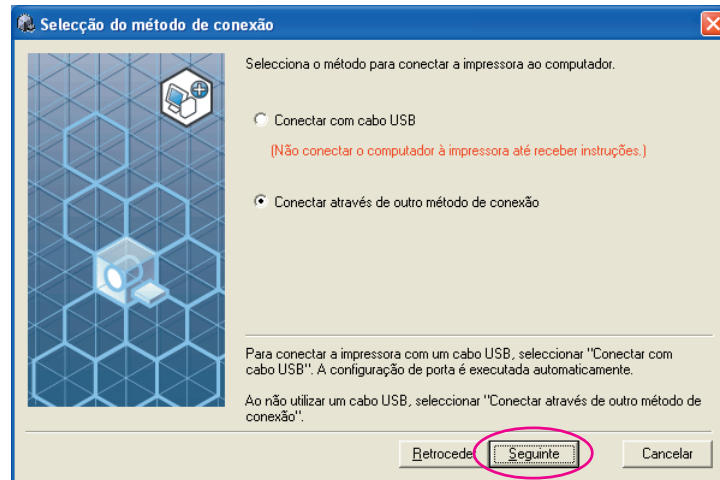 Selecção do método de conexão
Selecciona o método para conectar a impressora ao computador.
Conectar com cabo USB
(Não conectar o computador à impressora até receber instruções.)
Conectar através de outro método de conexão
Para conectar a impressora com um cabo USB, seleccionar "Conectar com
cabo USB". A configuração de porta é executada automaticamente.
Ao não utilizar um cabo USB, seleccionar "Conectar através de outro método de
conexão".
Retrocede Seguinte Cancelar